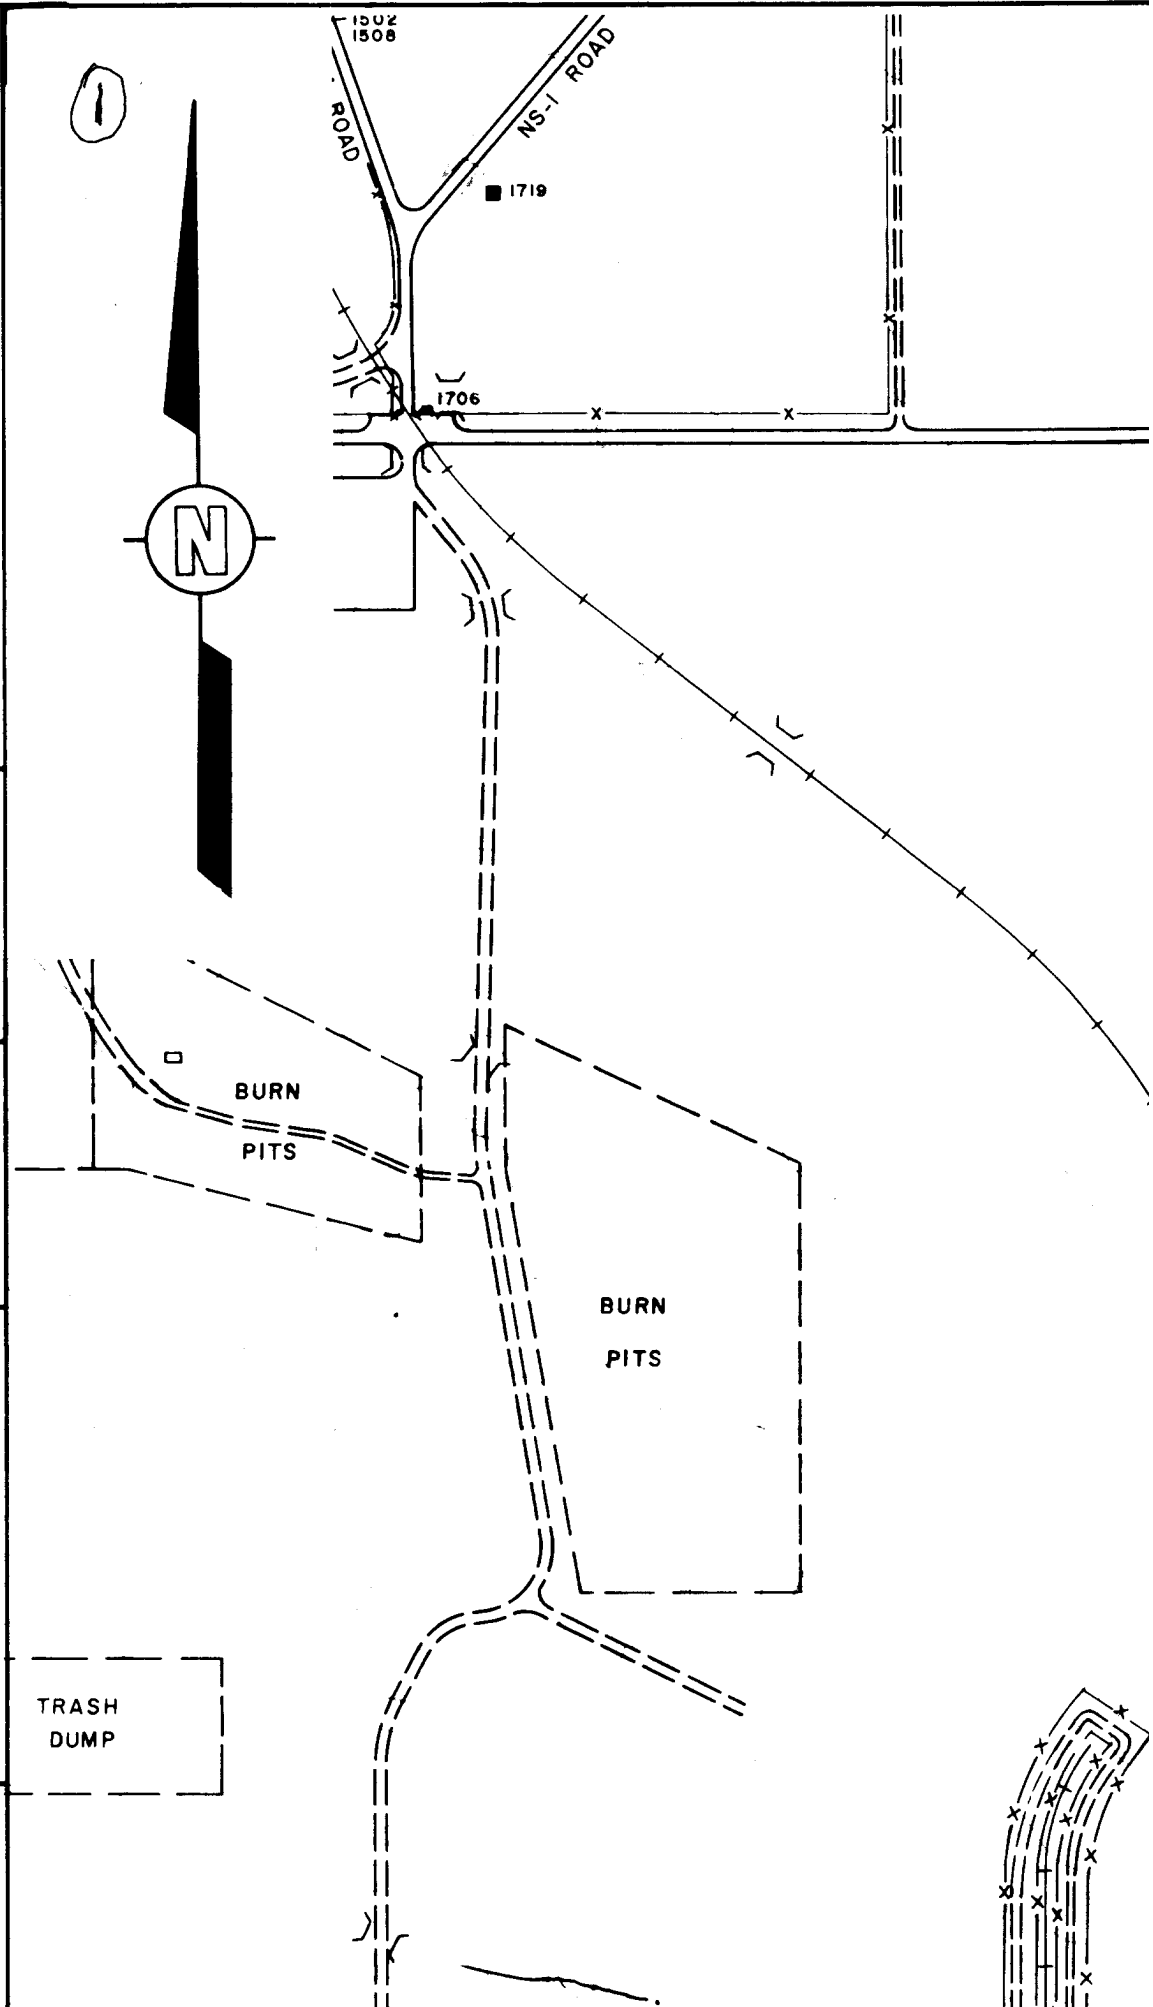 1502
1508
1
ROAD
NS-1 ROAD
1719
1706
N
BURN
PITS
BURN
PITS
TRASH
DUMP